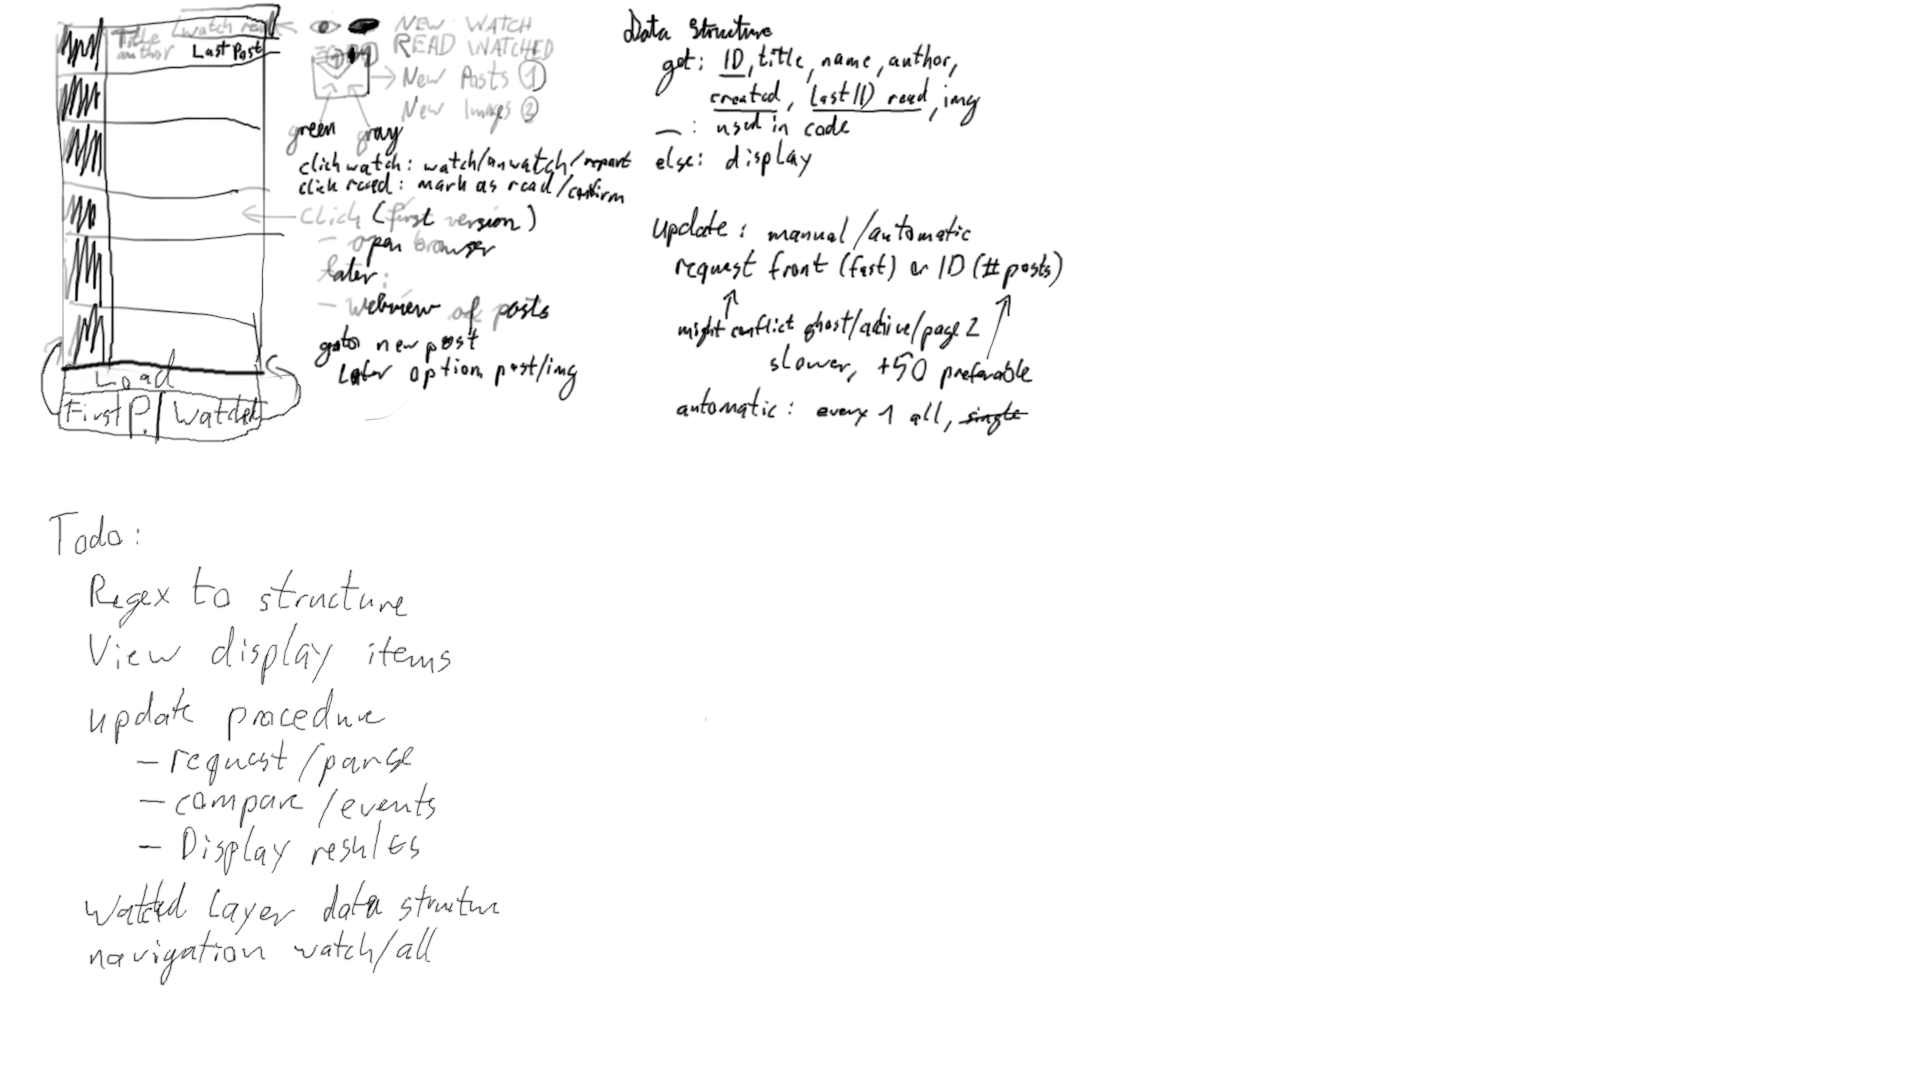 Title
author
watch read
Last Post
Load
First P. Watched
NEW WATCH
READ WATCHED
New Posts 1
New Images 2
green gray
click watch: watch/unwatch/report
click read: mark as read/confirm
click (first version)
- open browser
later:
- webview of posts
goto new post
Later option post/img
Data Structure
get: ID, title, name, author,
created, last ID read, img
_ : used in code
else: display
update: manual/automatic
request front (fast) or ID (# posts)
might conflict ghost/active/page 2
slower, +50 preferable
automatic: every 1 all, single
Todo:
Regex to structure
View display items
update procedure
- request/parse
- compare/events
- Display results
Watched Layer data structure
navigation watch/all